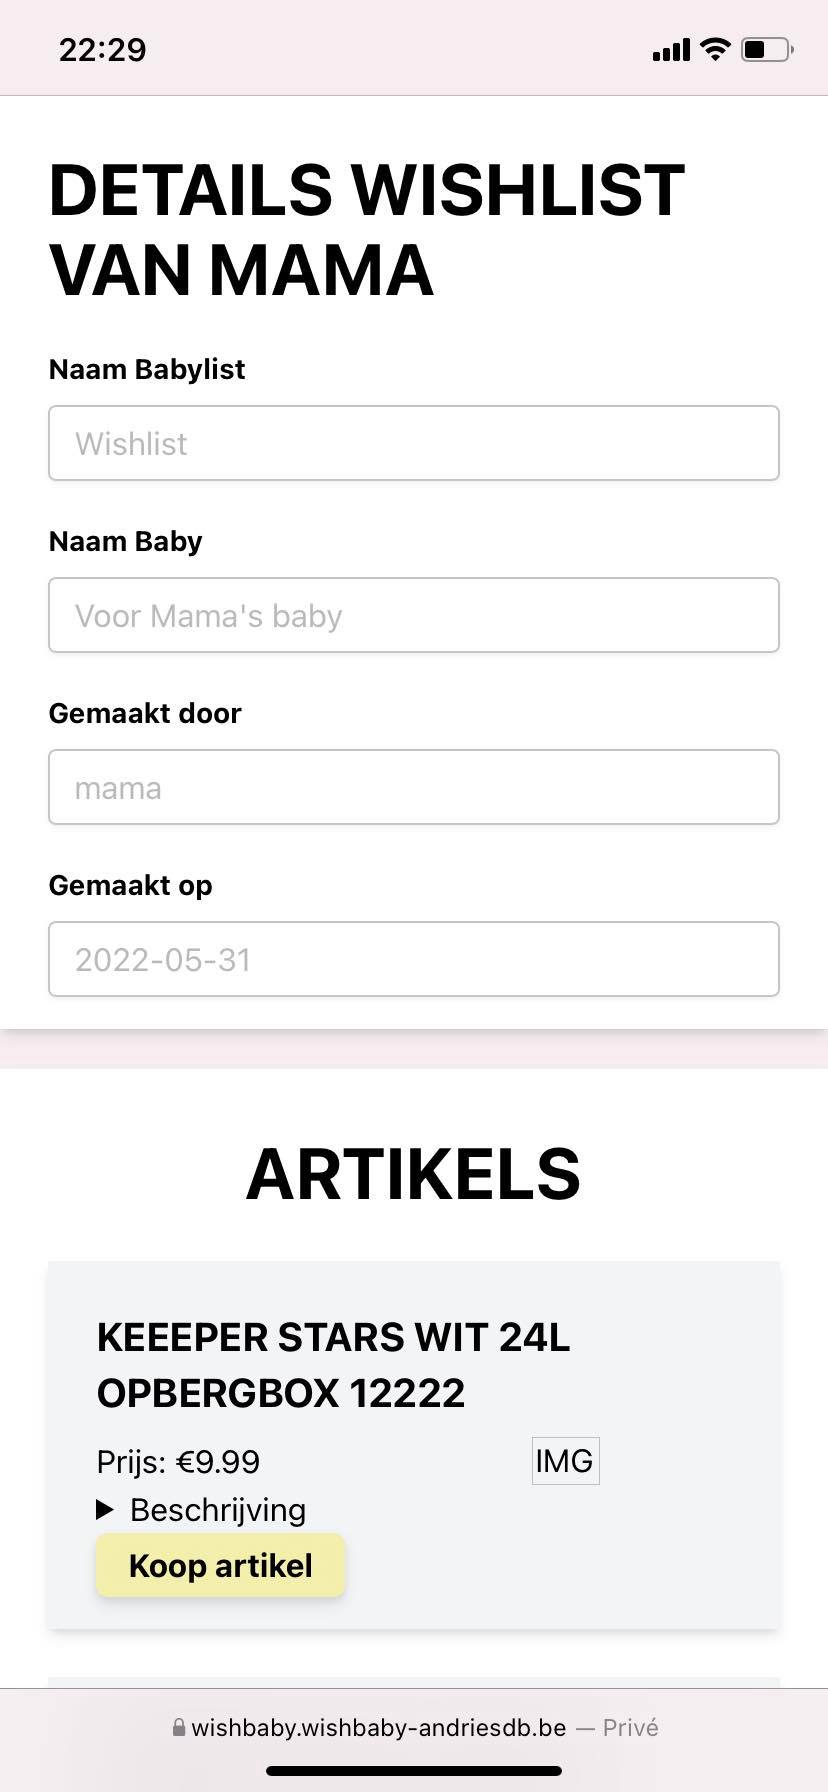 22:29
DETAILS WISHLIST
VAN MAMA
Naam Babylist
Wishlist
Naam Baby
Voor Mama's baby
Gemaakt door
mama
Gemaakt op
2022-05-31
ARTIKELS
KEEEPER STARS WIT 24L
OPBERGBOX 12222
Prijs: €9.99
IMG
Beschrijving
Koop artikel
wishbaby.wishbaby-andriesdb.be — Privé